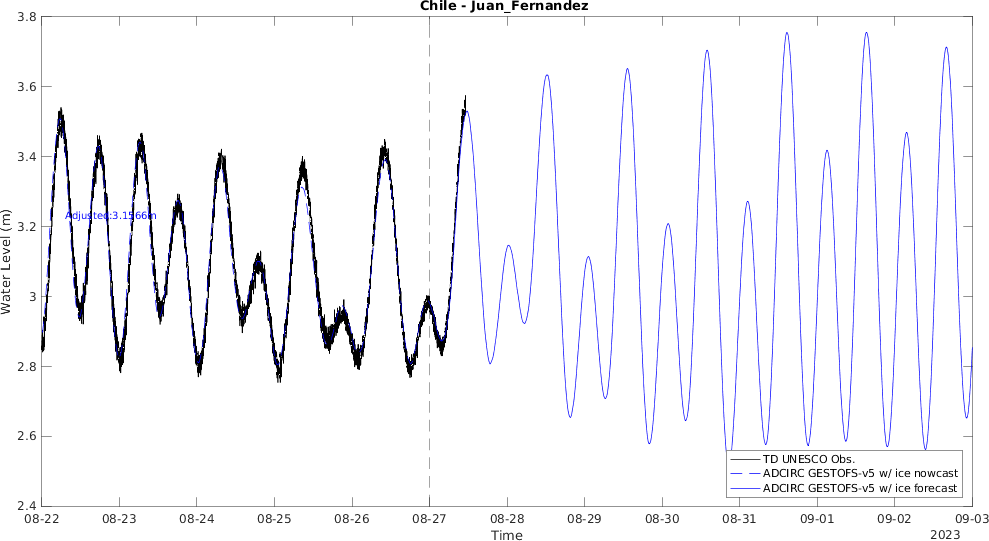 Chile - Juan_Fernandez
3.8
3.6
3.4
3.2
3
2.8
2.6
2.4
Water Level (m)
Adjusted:3.1566m
TD UNESCO Obs.
ADCIRC GESTOFS-v5 w/ ice nowcast
ADCIRC GESTOFS-v5 w/ ice forecast
08-22 08-23 08-24 08-25 08-26 08-27 08-28 08-29 08-30 08-31 09-01 09-02 09-03
Time
2023